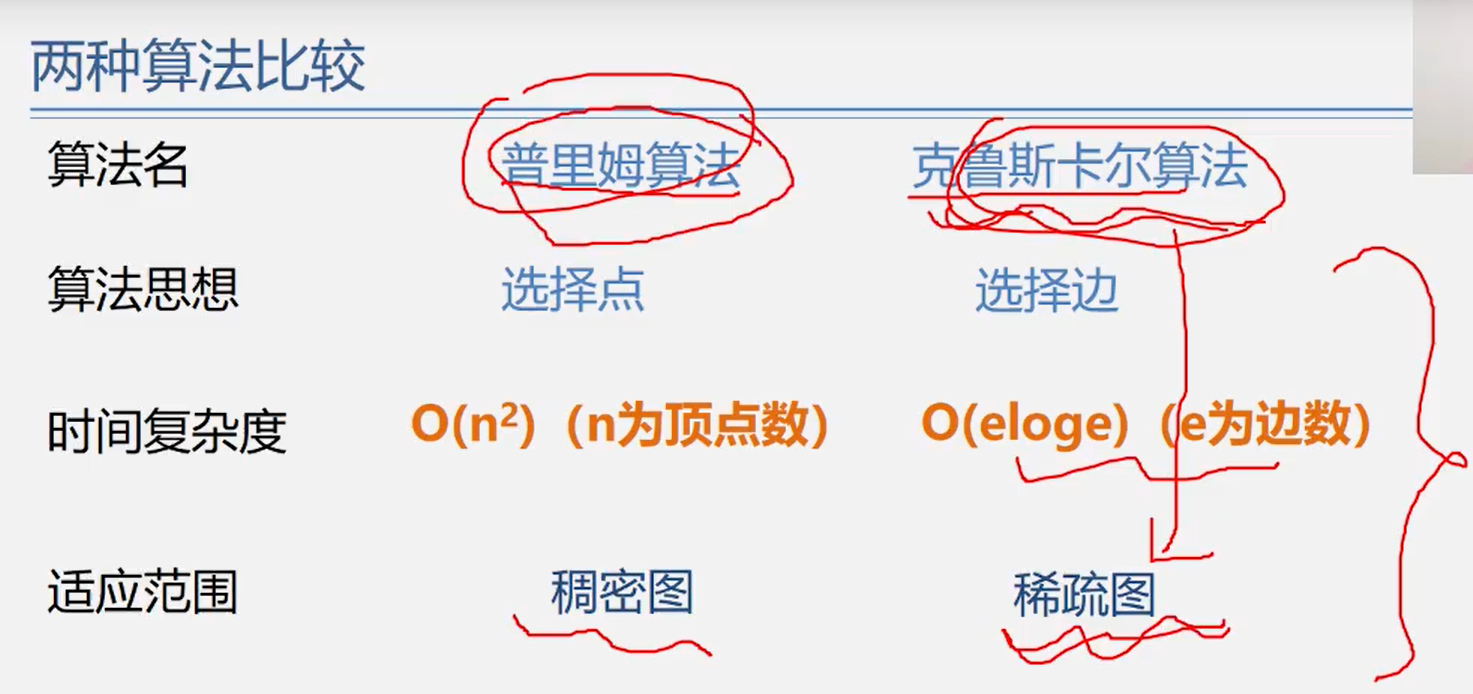 两种算法比较
算法名 普里姆算法 克鲁斯卡尔算法
算法思想 选择点 选择边
时间复杂度 O(n²)（n为顶点数） O(eloge)（e为边数）
适应范围 稠密图 稀疏图